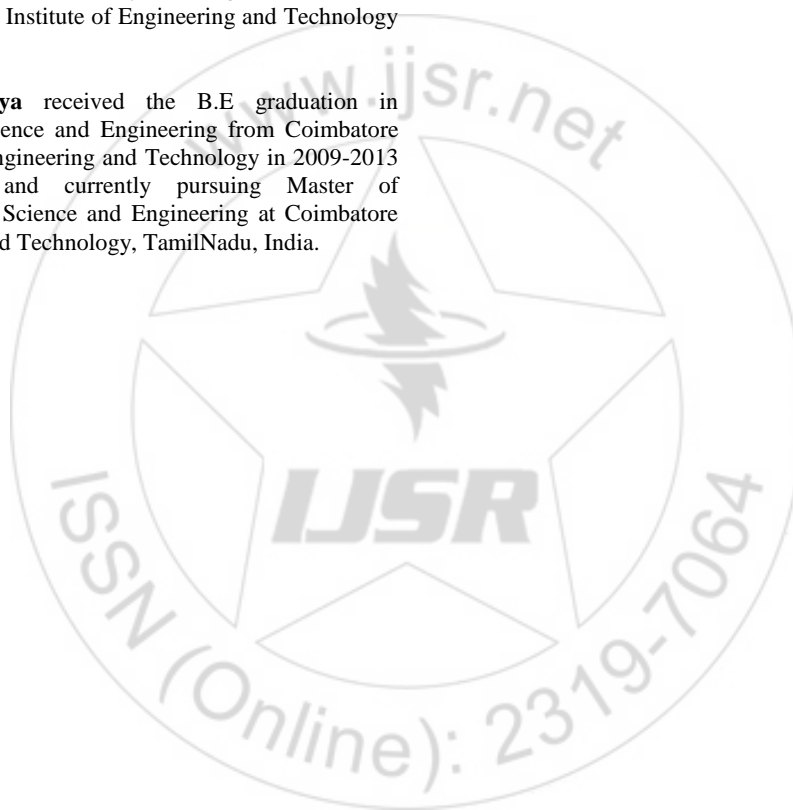 Institute of Engineering and Technology
ya received the B.E graduation in
ence and Engineering from Coimbatore
ngineering and Technology in 2009-2013
and currently pursuing Master of
Science and Engineering at Coimbatore
d Technology, TamilNadu, India.
www.ijsr.net
IJSR
ISSN (Online): 2319-7064